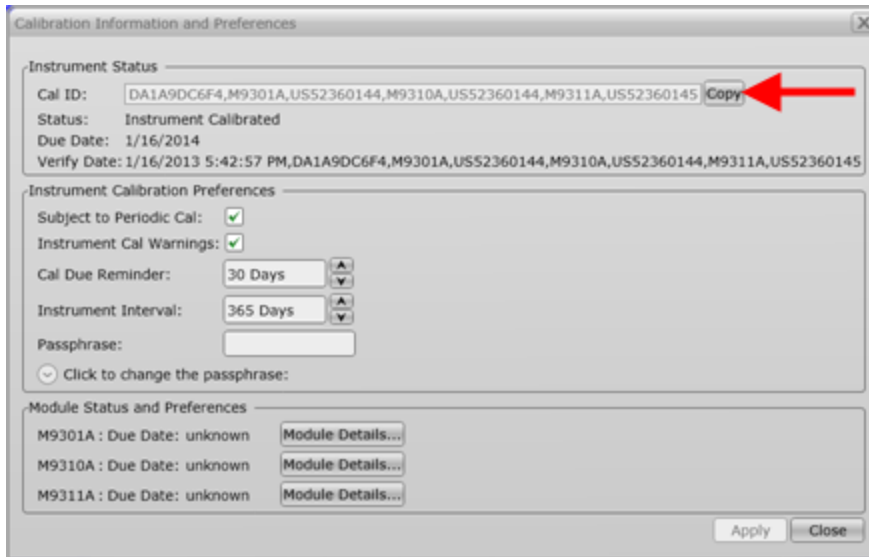 Calibration Information and Preferences
Instrument Status
Cal ID: DA1A9DC6F4,M9301A,US52360144,M9310A,US52360144,M9311A,US52360145 Copy
Status: Instrument Calibrated
Due Date: 1/16/2014
Verify Date: 1/16/2013 5:42:57 PM,DA1A9DC6F4,M9301A,US52360144,M9310A,US52360144,M9311A,US52360145
Instrument Calibration Preferences
Subject to Periodic Cal:
Instrument Cal Warnings:
Cal Due Reminder: 30 Days
Instrument Interval: 365 Days
Passphrase:
Click to change the passphrase:
Module Status and Preferences
M9301A : Due Date: unknown Module Details...
M9310A : Due Date: unknown Module Details...
M9311A : Due Date: unknown Module Details...
Apply Close